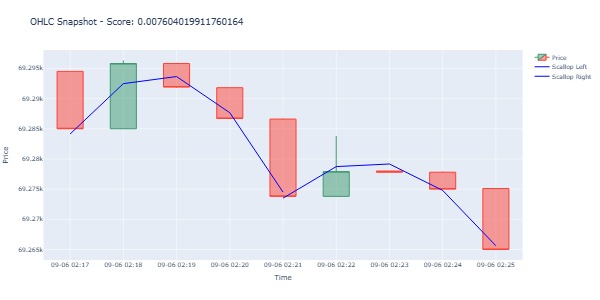 OHLC Snapshot - Score: 0.007604019911760164
69.295k
69.29k
69.285k
69.28k
69.275k
69.27k
69.265k
Price
09-06 02:17
09-06 02:18
09-06 02:19
09-06 02:20
09-06 02:21
09-06 02:22
09-06 02:23
09-06 02:24
09-06 02:25
Time
Price
Scallop Left
Scallop Right